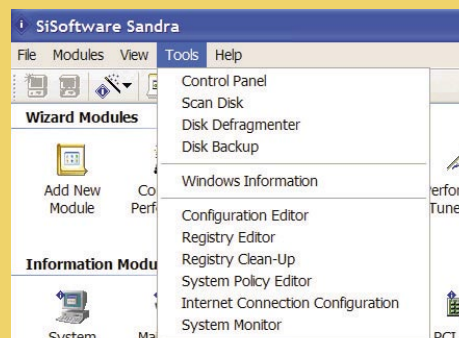 SiSoftware Sandra
File Modules View Tools Help
Control Panel
Scan Disk
Disk Defragmenter
Disk Backup
Windows Information
Configuration Editor
Registry Editor
Registry Clean-Up
System Policy Editor
Internet Connection Configuration
System Monitor
Wizard Modules
Add New
Module
Information Modu
System
PCI